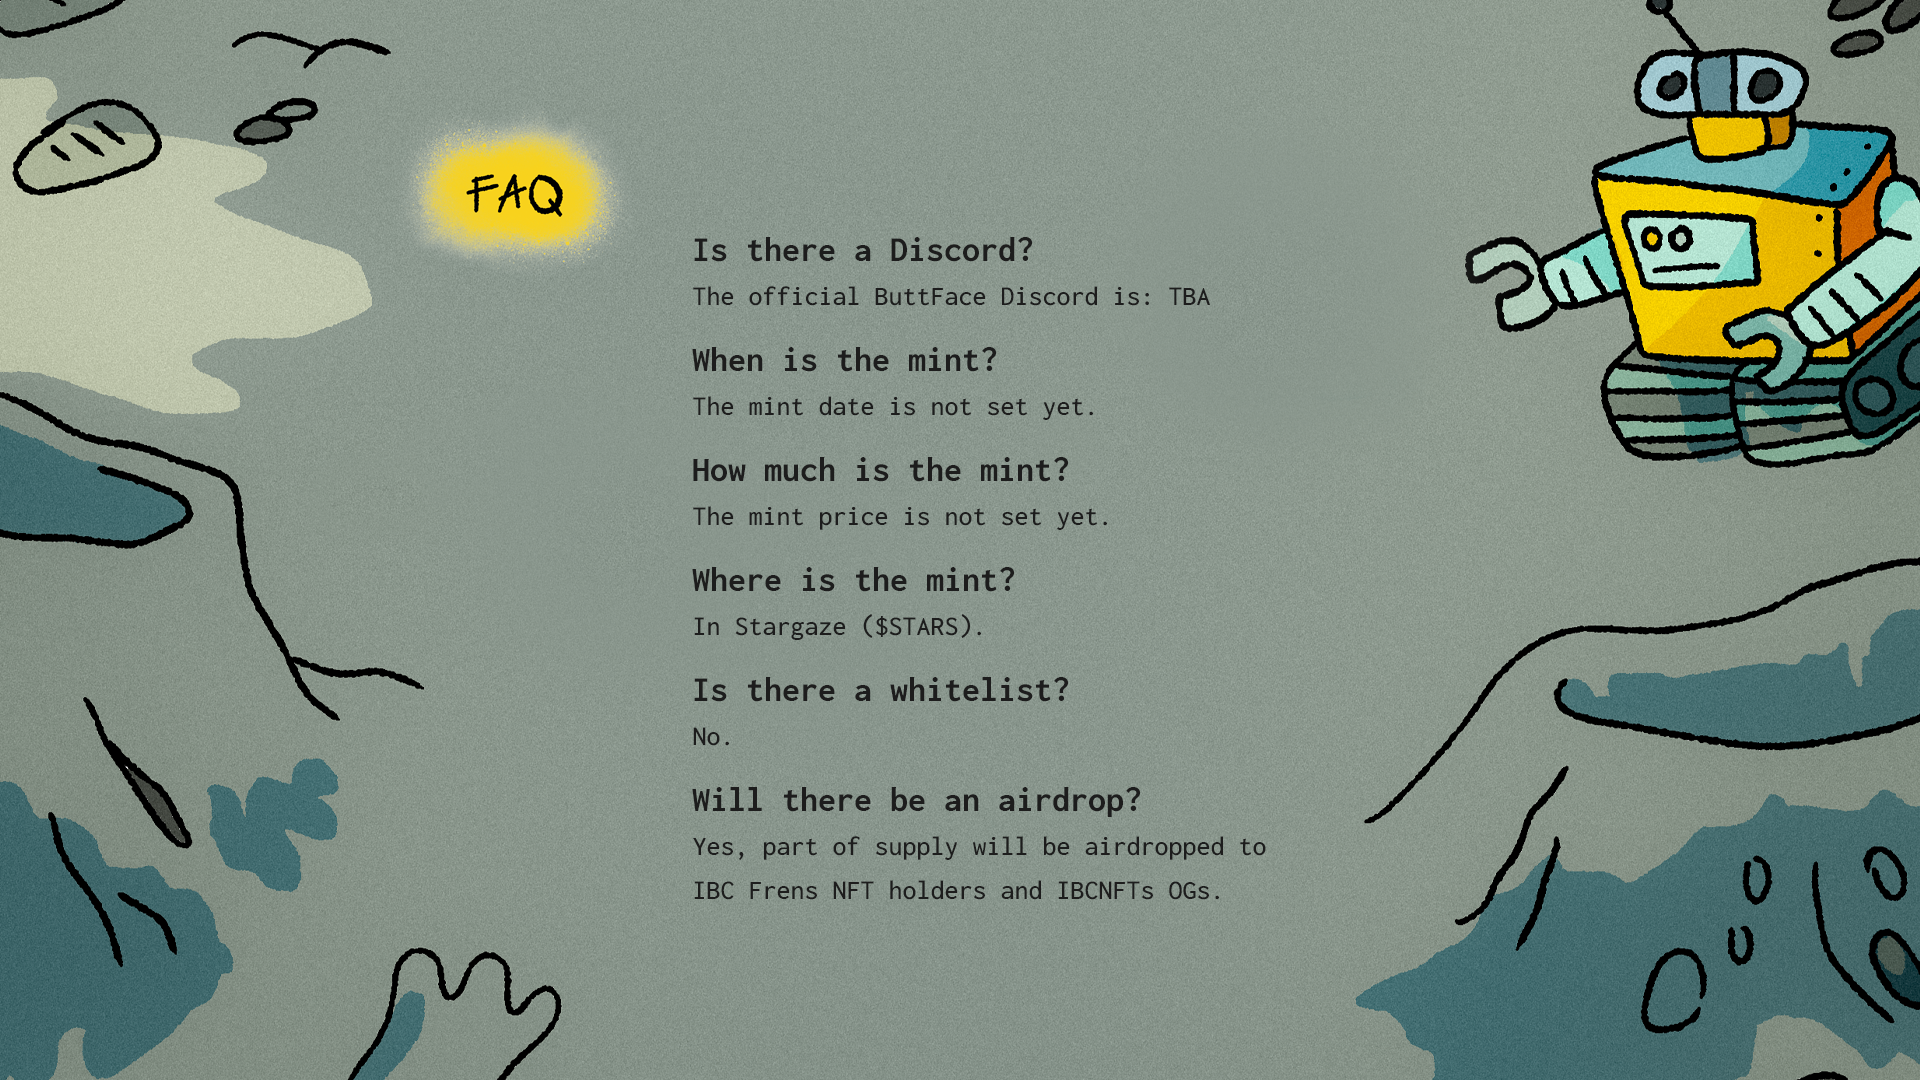 FAQ
Is there a Discord?
The official ButtFace Discord is: TBA
When is the mint?
The mint date is not set yet.
How much is the mint?
The mint price is not set yet.
Where is the mint?
In Stargaze ($STARS).
Is there a whitelist?
No.
Will there be an airdrop?
Yes, part of supply will be airdropped to
IBC Frens NFT holders and IBCNFTs OGs.